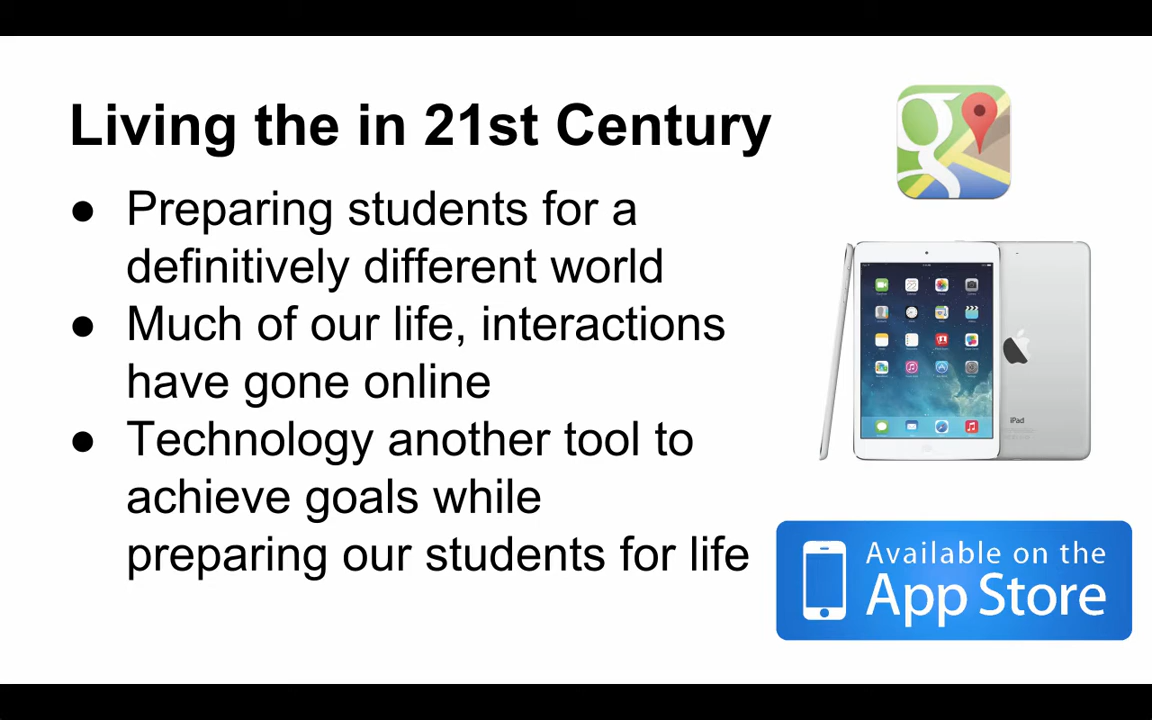 Living the in 21st Century
● Preparing students for a
definitively different world
● Much of our life, interactions
have gone online
● Technology another tool to
achieve goals while
preparing our students for life
g
iPad
Available on the
App Store